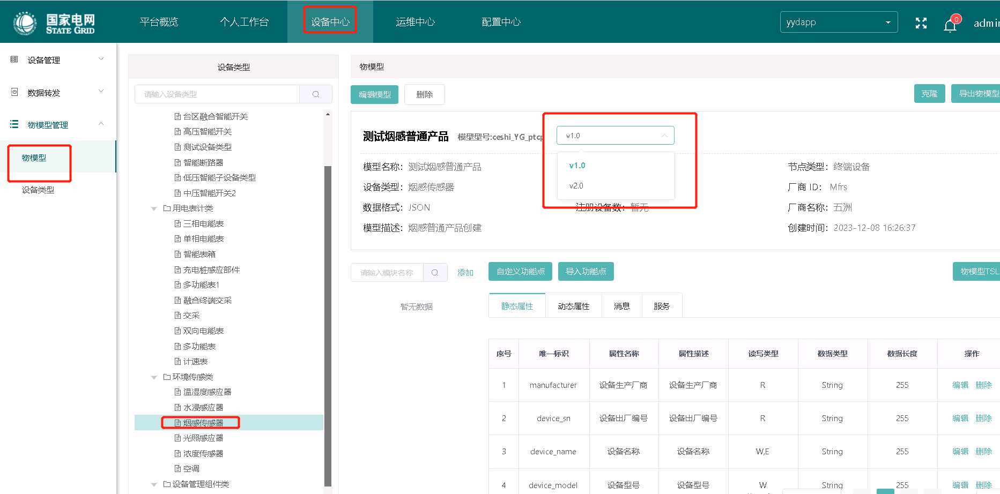 国家电网
STATE GRID
平台概览
个人工作台
设备中心
运维中心
配置中心
yydapp
0
admin
设备管理
数据转发
物模型管理
物模型
设备类型
设备类型
请输入设备类型
台区融合智能开关
高压智能开关
测试设备类型
智能断路器
低压智能子设备类型
中压智能开关2
用电表计类
三相电能表
单相电能表
智能表箱
充电桩感应部件
多功能表1
融合终端交采
交采
双向电能表
多功能表
计速表
环境传感类
温湿度感应器
水浸感应器
烟感传感器
光照感应器
浓度传感器
空调
设备管理组件类
物模型
编辑模型
删除
克隆
导出物模型
测试烟感普通产品
模型型号:ceshi_YG_ptcp
v1.0
v1.0
v2.0
模型名称： 测试烟感普通产品
节点类型： 终端设备
设备类型： 烟感传感器
厂商 ID： Mfrs
数据格式： JSON
注册设备数： 暂无
厂商名称： 五洲
模型描述： 烟感普通产品创建
创建时间： 2023-12-08 16:26:37
请输入模块名称
添加
暂无数据
自定义功能点
导入功能点
物模型TSL
静态属性
动态属性
消息
服务
序号 唯一标识 属性名称 属性描述 读写类型 数据类型 数据长度 操作
1 manufacturer 设备生产厂商 设备生产厂商 R String 255 编辑 删除
2 device_sn 设备出厂编号 设备出厂编号 R String 255 编辑 删除
3 device_name 设备名称 设备名称 W,E String 255 编辑 删除
4 device_model 设备型号 设备型号 W String 255 编辑 删除